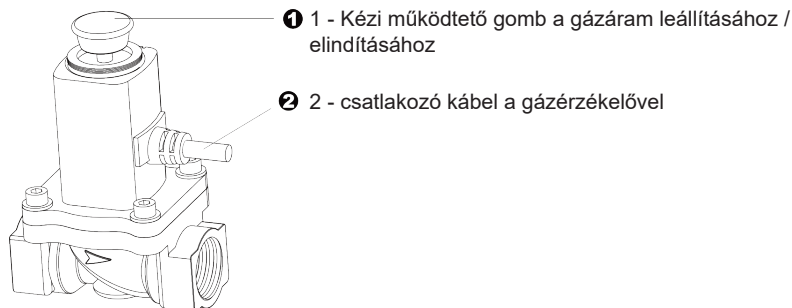 ❶ 1 - Kézi működtető gomb a gázáram leállításához /
elindításához
❷ 2 - csatlakozó kábel a gázérzékelővel